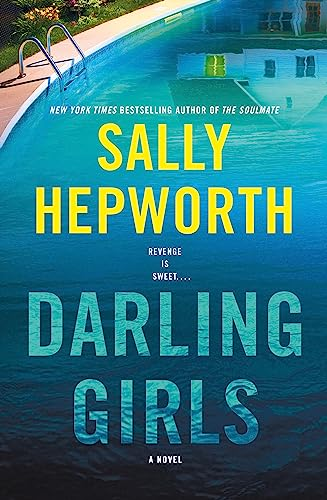 NEW YORK TIMES BESTSELLING AUTHOR OF THE SOULMATE
SALLY
HEPWORTH
REVENGE
IS
SWEET....
DARLING
GIRLS
A NOVEL